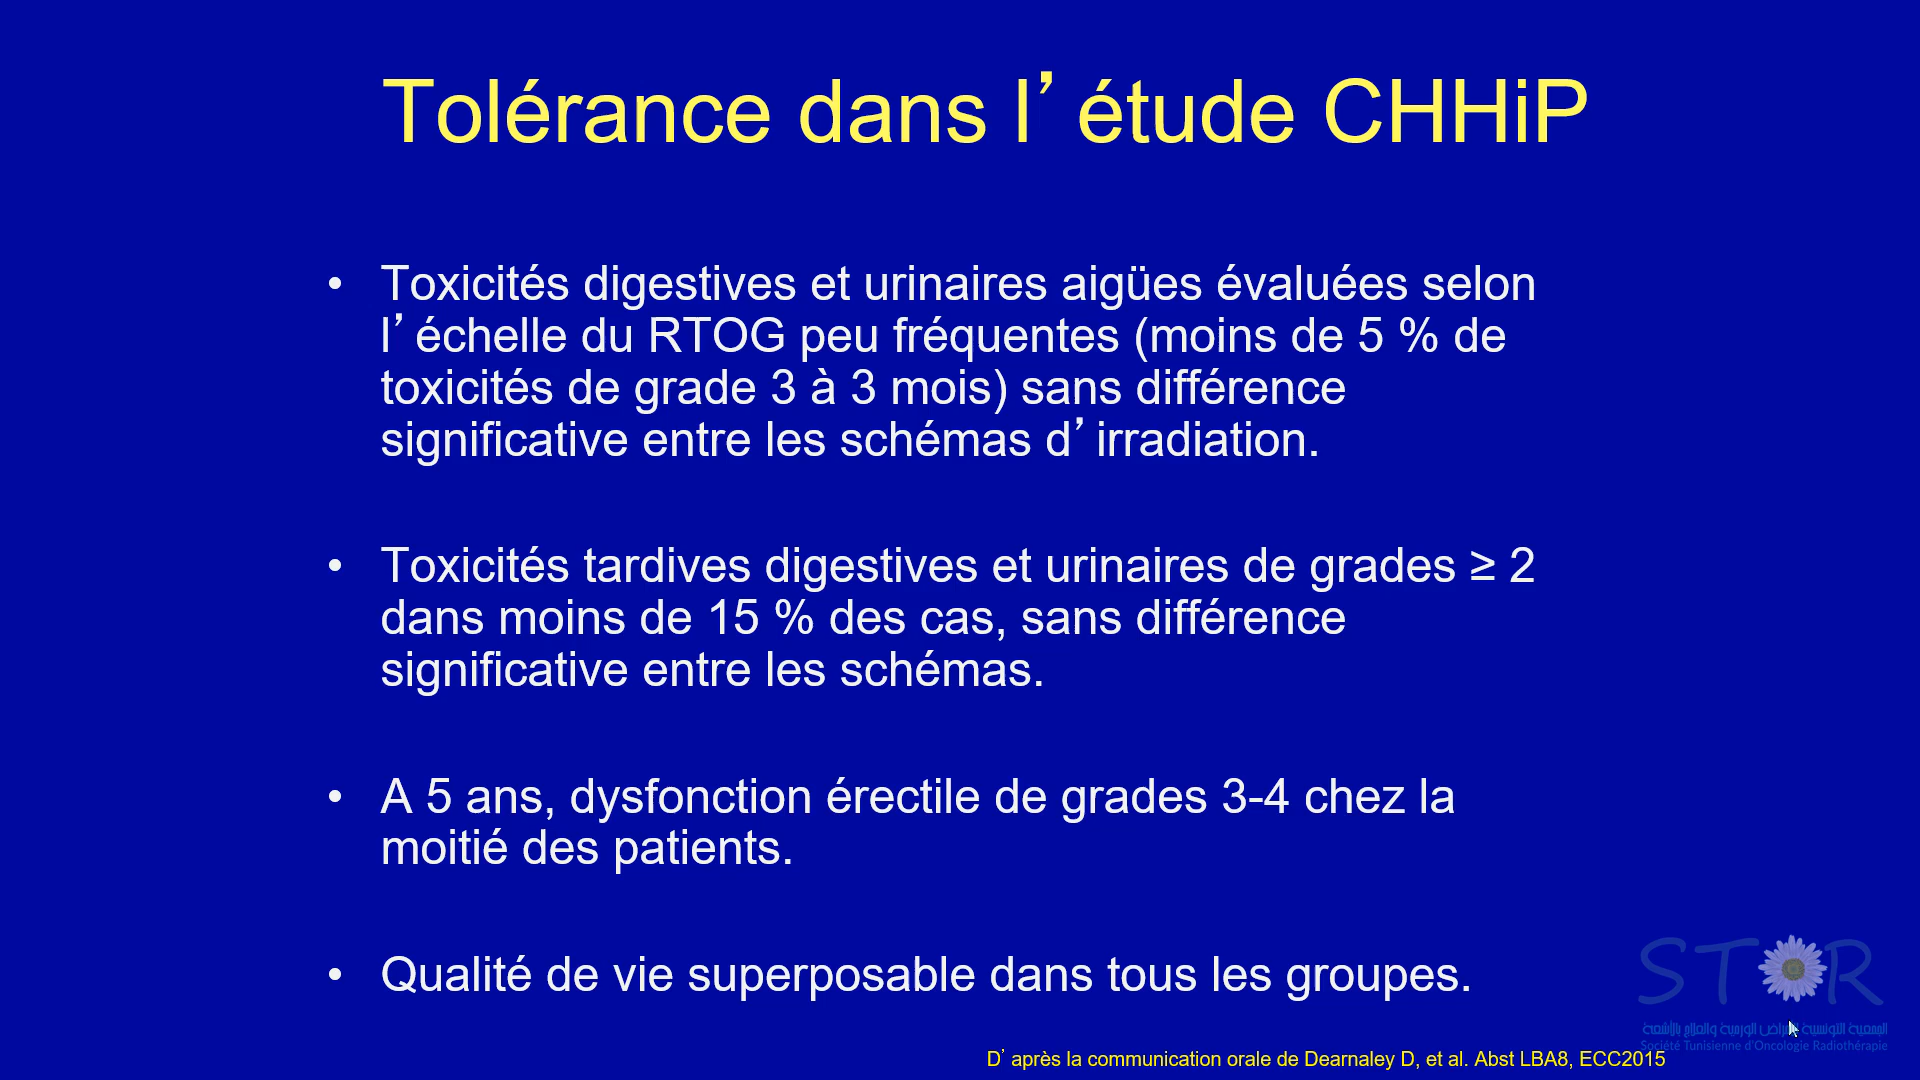 Tolérance dans l’étude CHHiP
• Toxicités digestives et urinaires aigües évaluées selon
l’échelle du RTOG peu fréquentes (moins de 5 % de
toxicités de grade 3 à 3 mois) sans différence
significative entre les schémas d’irradiation.
• Toxicités tardives digestives et urinaires de grades ≥ 2
dans moins de 15 % des cas, sans différence
significative entre les schémas.
• A 5 ans, dysfonction érectile de grades 3-4 chez la
moitié des patients.
• Qualité de vie superposable dans tous les groupes.
STOR
الجمعية التونسية والعلاج بالأشعة
Société Tunisienne d'Oncologie Radiothérapie
D’après la communication orale de Dearnaley D, et al. Abst LBA8, ECC2015